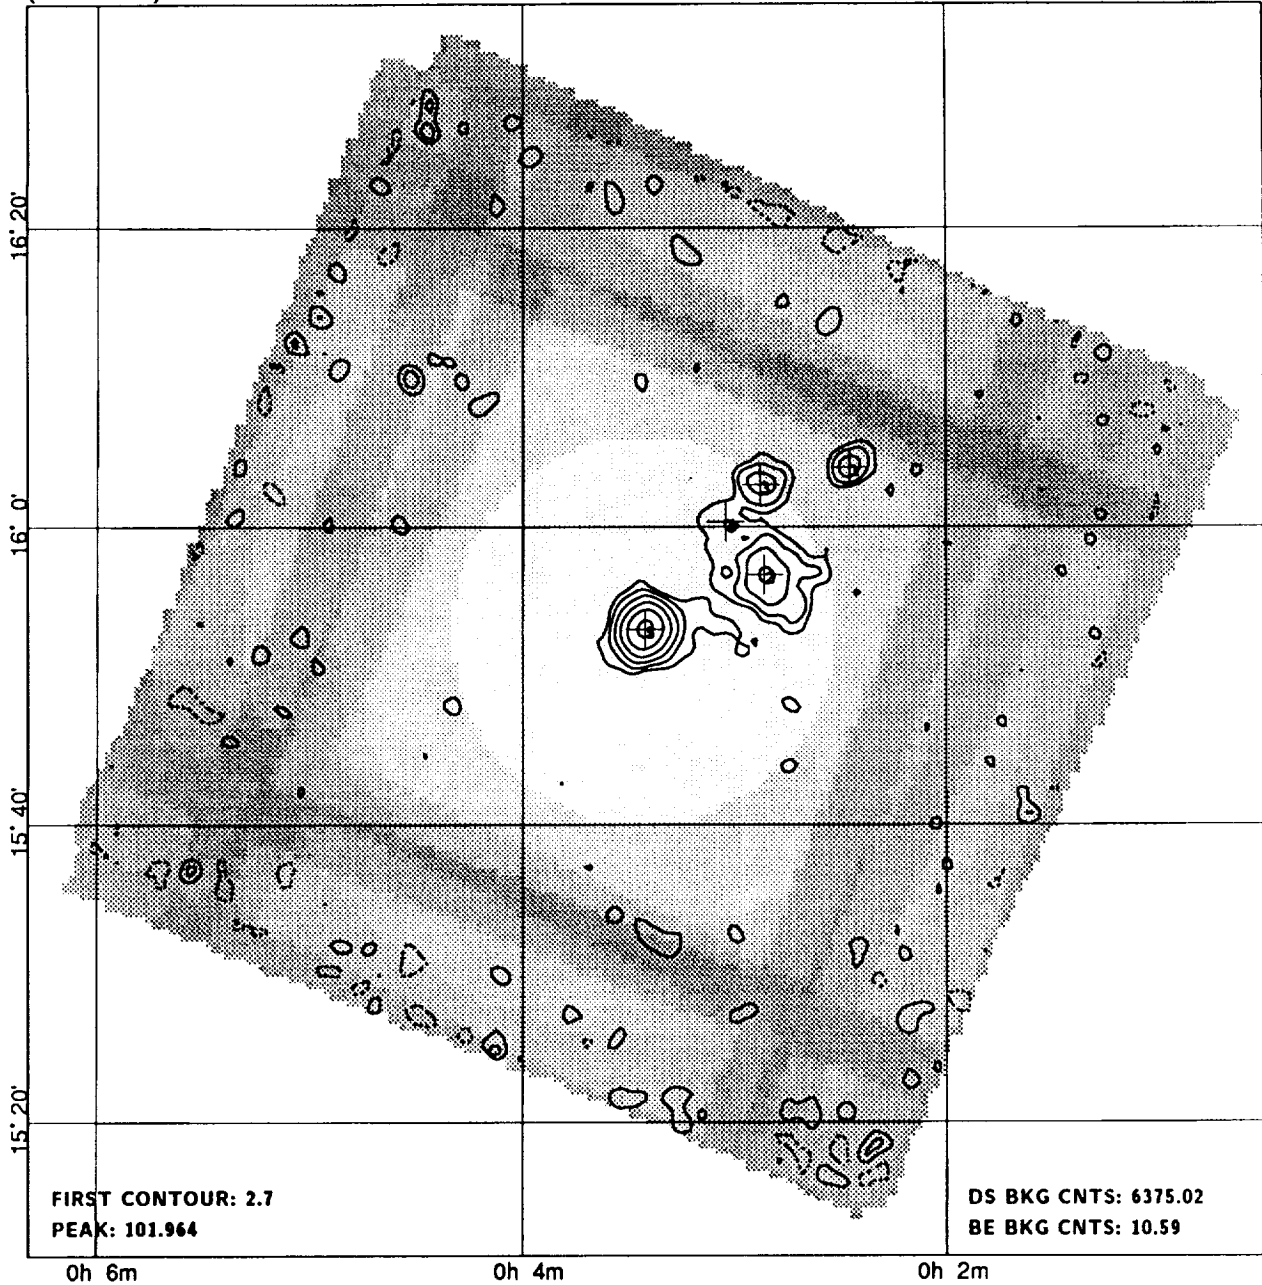 16° 20'
16° 0'
15° 40'
15° 20'
FIRST CONTOUR: 2.7
PEAK: 101.964
DS BKG CNTS: 6375.02
BE BKG CNTS: 10.59
0h 6m
0h 4m
0h 2m